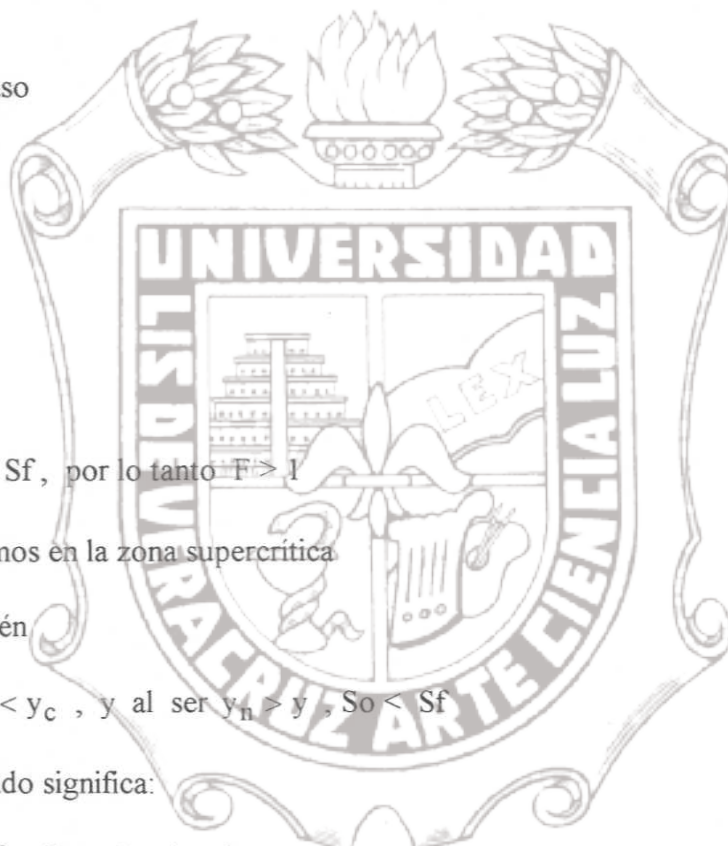 so
UNIVERSIDAD
LIS DE VERACRUZ ARTE CIENCIA LUZ
LEX
Sf , por lo tanto F > 1
nos en la zona supercrítica
én
< y_c , y al ser y_n > y , So < Sf
do significa: